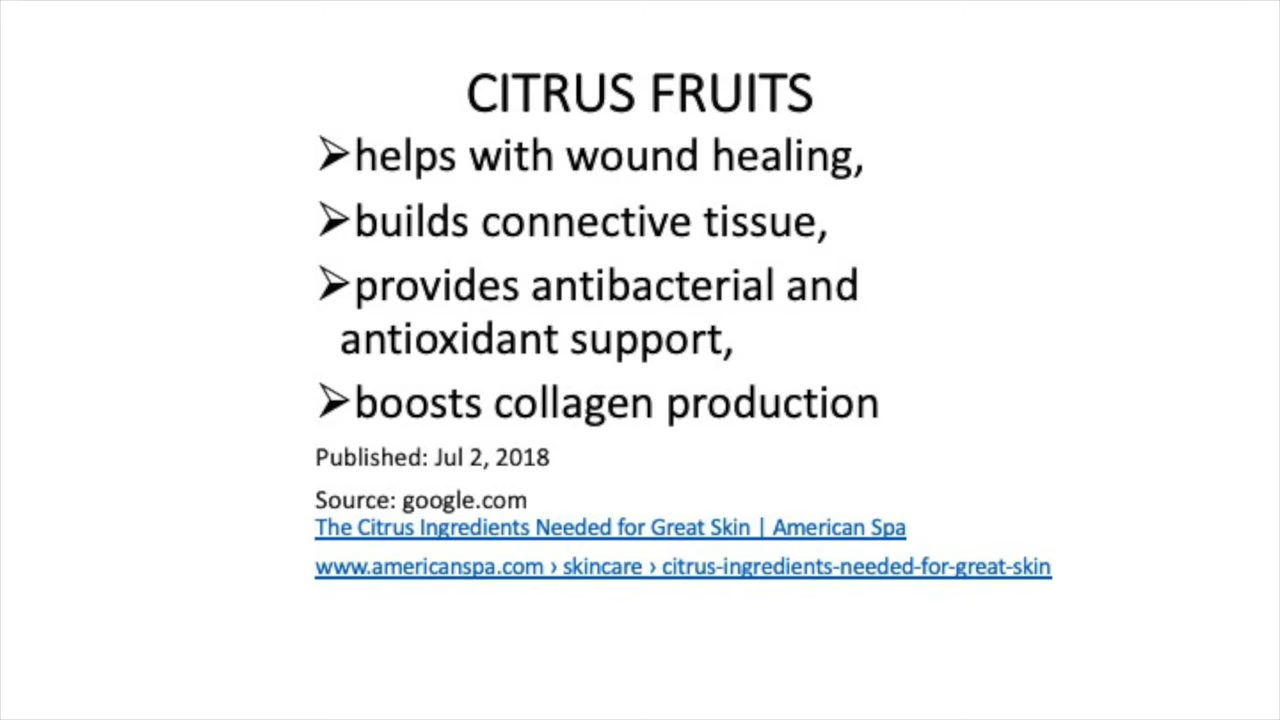 CITRUS FRUITS
➢helps with wound healing,
➢builds connective tissue,
➢provides antibacterial and
antioxidant support,
➢boosts collagen production
Published: Jul 2, 2018
Source: google.com
The Citrus Ingredients Needed for Great Skin | American Spa
www.americanspa.com › skincare › citrus-ingredients-needed-for-great-skin